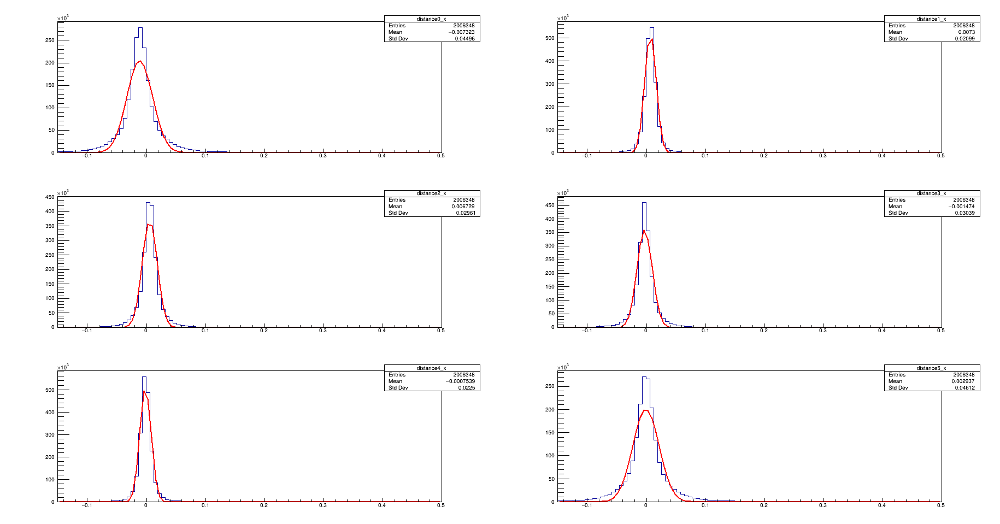 ×10³
distance0_x
Entries 2006348
Mean −0.007323
Std Dev 0.04496
250
200
150
100
50
0
−0.1 0 0.1 0.2 0.3 0.4 0.5
×10³
distance1_x
Entries 2006348
Mean 0.0073
Std Dev 0.02099
500
400
300
200
100
0
−0.1 0 0.1 0.2 0.3 0.4 0.5
×10³
distance2_x
Entries 2006348
Mean 0.006729
Std Dev 0.02961
450
400
350
300
250
200
150
100
50
0
−0.1 0 0.1 0.2 0.3 0.4 0.5
×10³
distance3_x
Entries 2006348
Mean −0.001474
Std Dev 0.03039
450
400
350
300
250
200
150
100
50
0
−0.1 0 0.1 0.2 0.3 0.4 0.5
×10³
distance4_x
Entries 2006348
Mean −0.0007539
Std Dev 0.0225
500
400
300
200
100
0
−0.1 0 0.1 0.2 0.3 0.4 0.5
×10³
distance5_x
Entries 2006348
Mean 0.002937
Std Dev 0.04612
250
200
150
100
50
0
−0.1 0 0.1 0.2 0.3 0.4 0.5